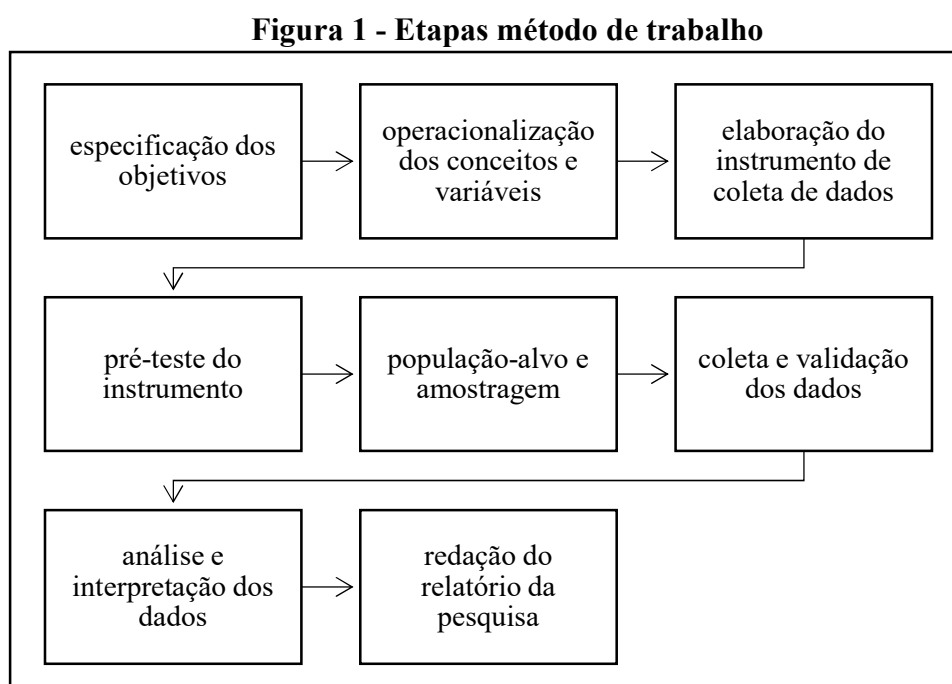 Figura 1 - Etapas método de trabalho
especificação dos
objetivos
operacionalização
dos conceitos e
variáveis
elaboração do
instrumento de
coleta de dados
pré-teste do
instrumento
população-alvo e
amostragem
coleta e validação
dos dados
análise e
interpretação dos
dados
redação do
relatório da
pesquisa